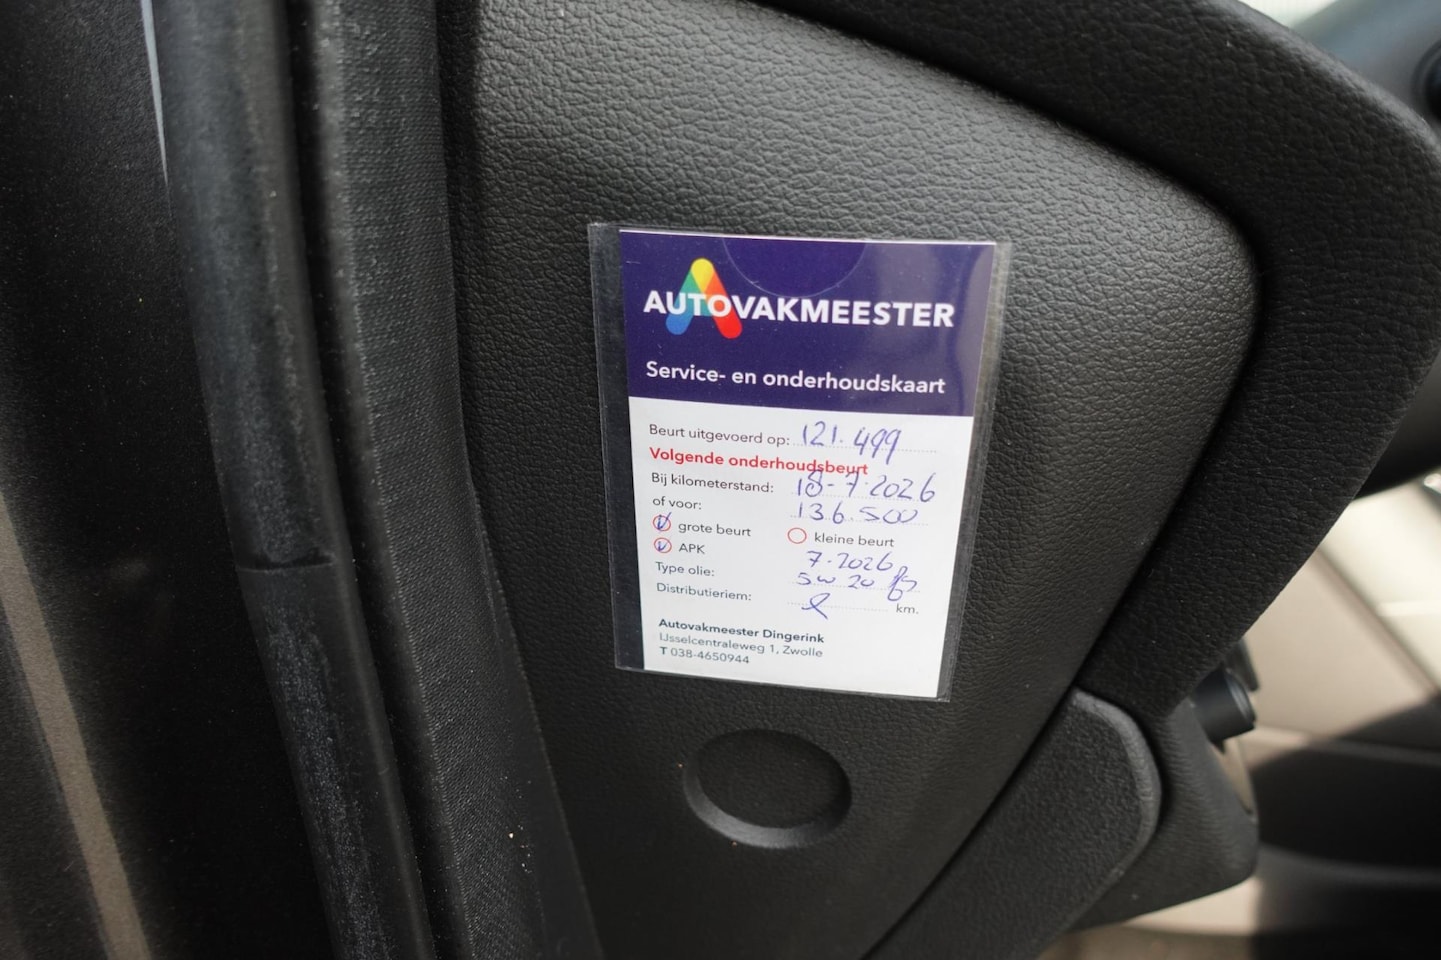 AUTOVAKMEESTER
Service- en onderhoudskaart
Beurt uitgevoerd op: 121.499
Volgende onderhoudsbeurt
Bij kilometerstand: 18-7-2026
of voor: 136.500
grote beurt kleine beurt
APK 7-2026
Type olie: 5W20
Distributieriem: km.
Autovakmeester Dingerink
IJsselcentraleweg 1, Zwolle
T 038-4650944